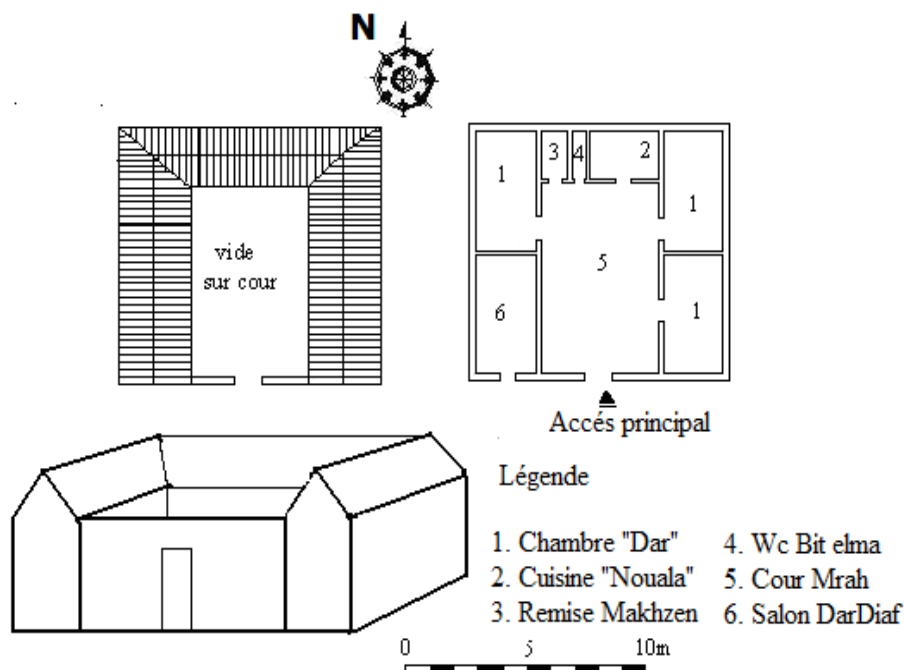 N
vide
sur cour
1
3
4
2
1
5
6
1
Accés principal
Légende
1. Chambre "Dar"
2. Cuisine "Nouala"
3. Remise Makhzen
4. Wc Bit elma
5. Cour Mrah
6. Salon DarDiaf
0 5 10m